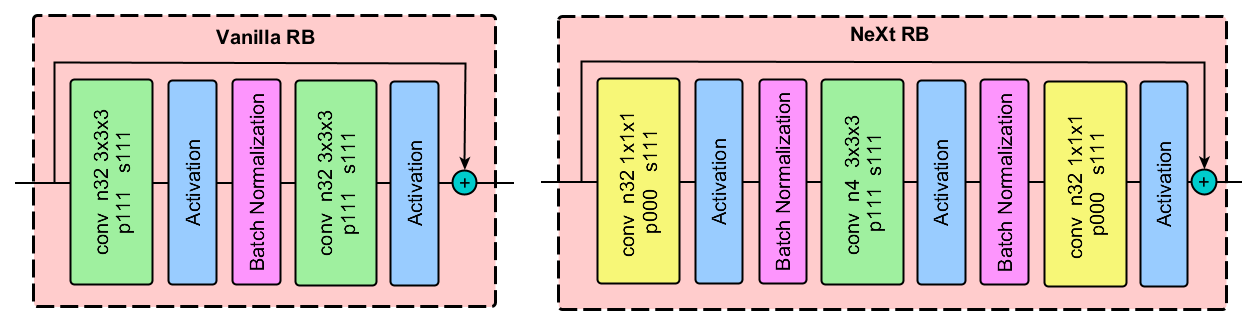 Vanilla RB
conv n32 3x3x3
p111 s111
Activation
Batch Normalization
conv n32 3x3x3
p111 s111
Activation
+
NeXt RB
conv n32 1x1x1
p000 s111
Activation
Batch Normalization
conv n4 3x3x3
p111 s111
Activation
Batch Normalization
conv n32 1x1x1
p000 s111
Activation
+